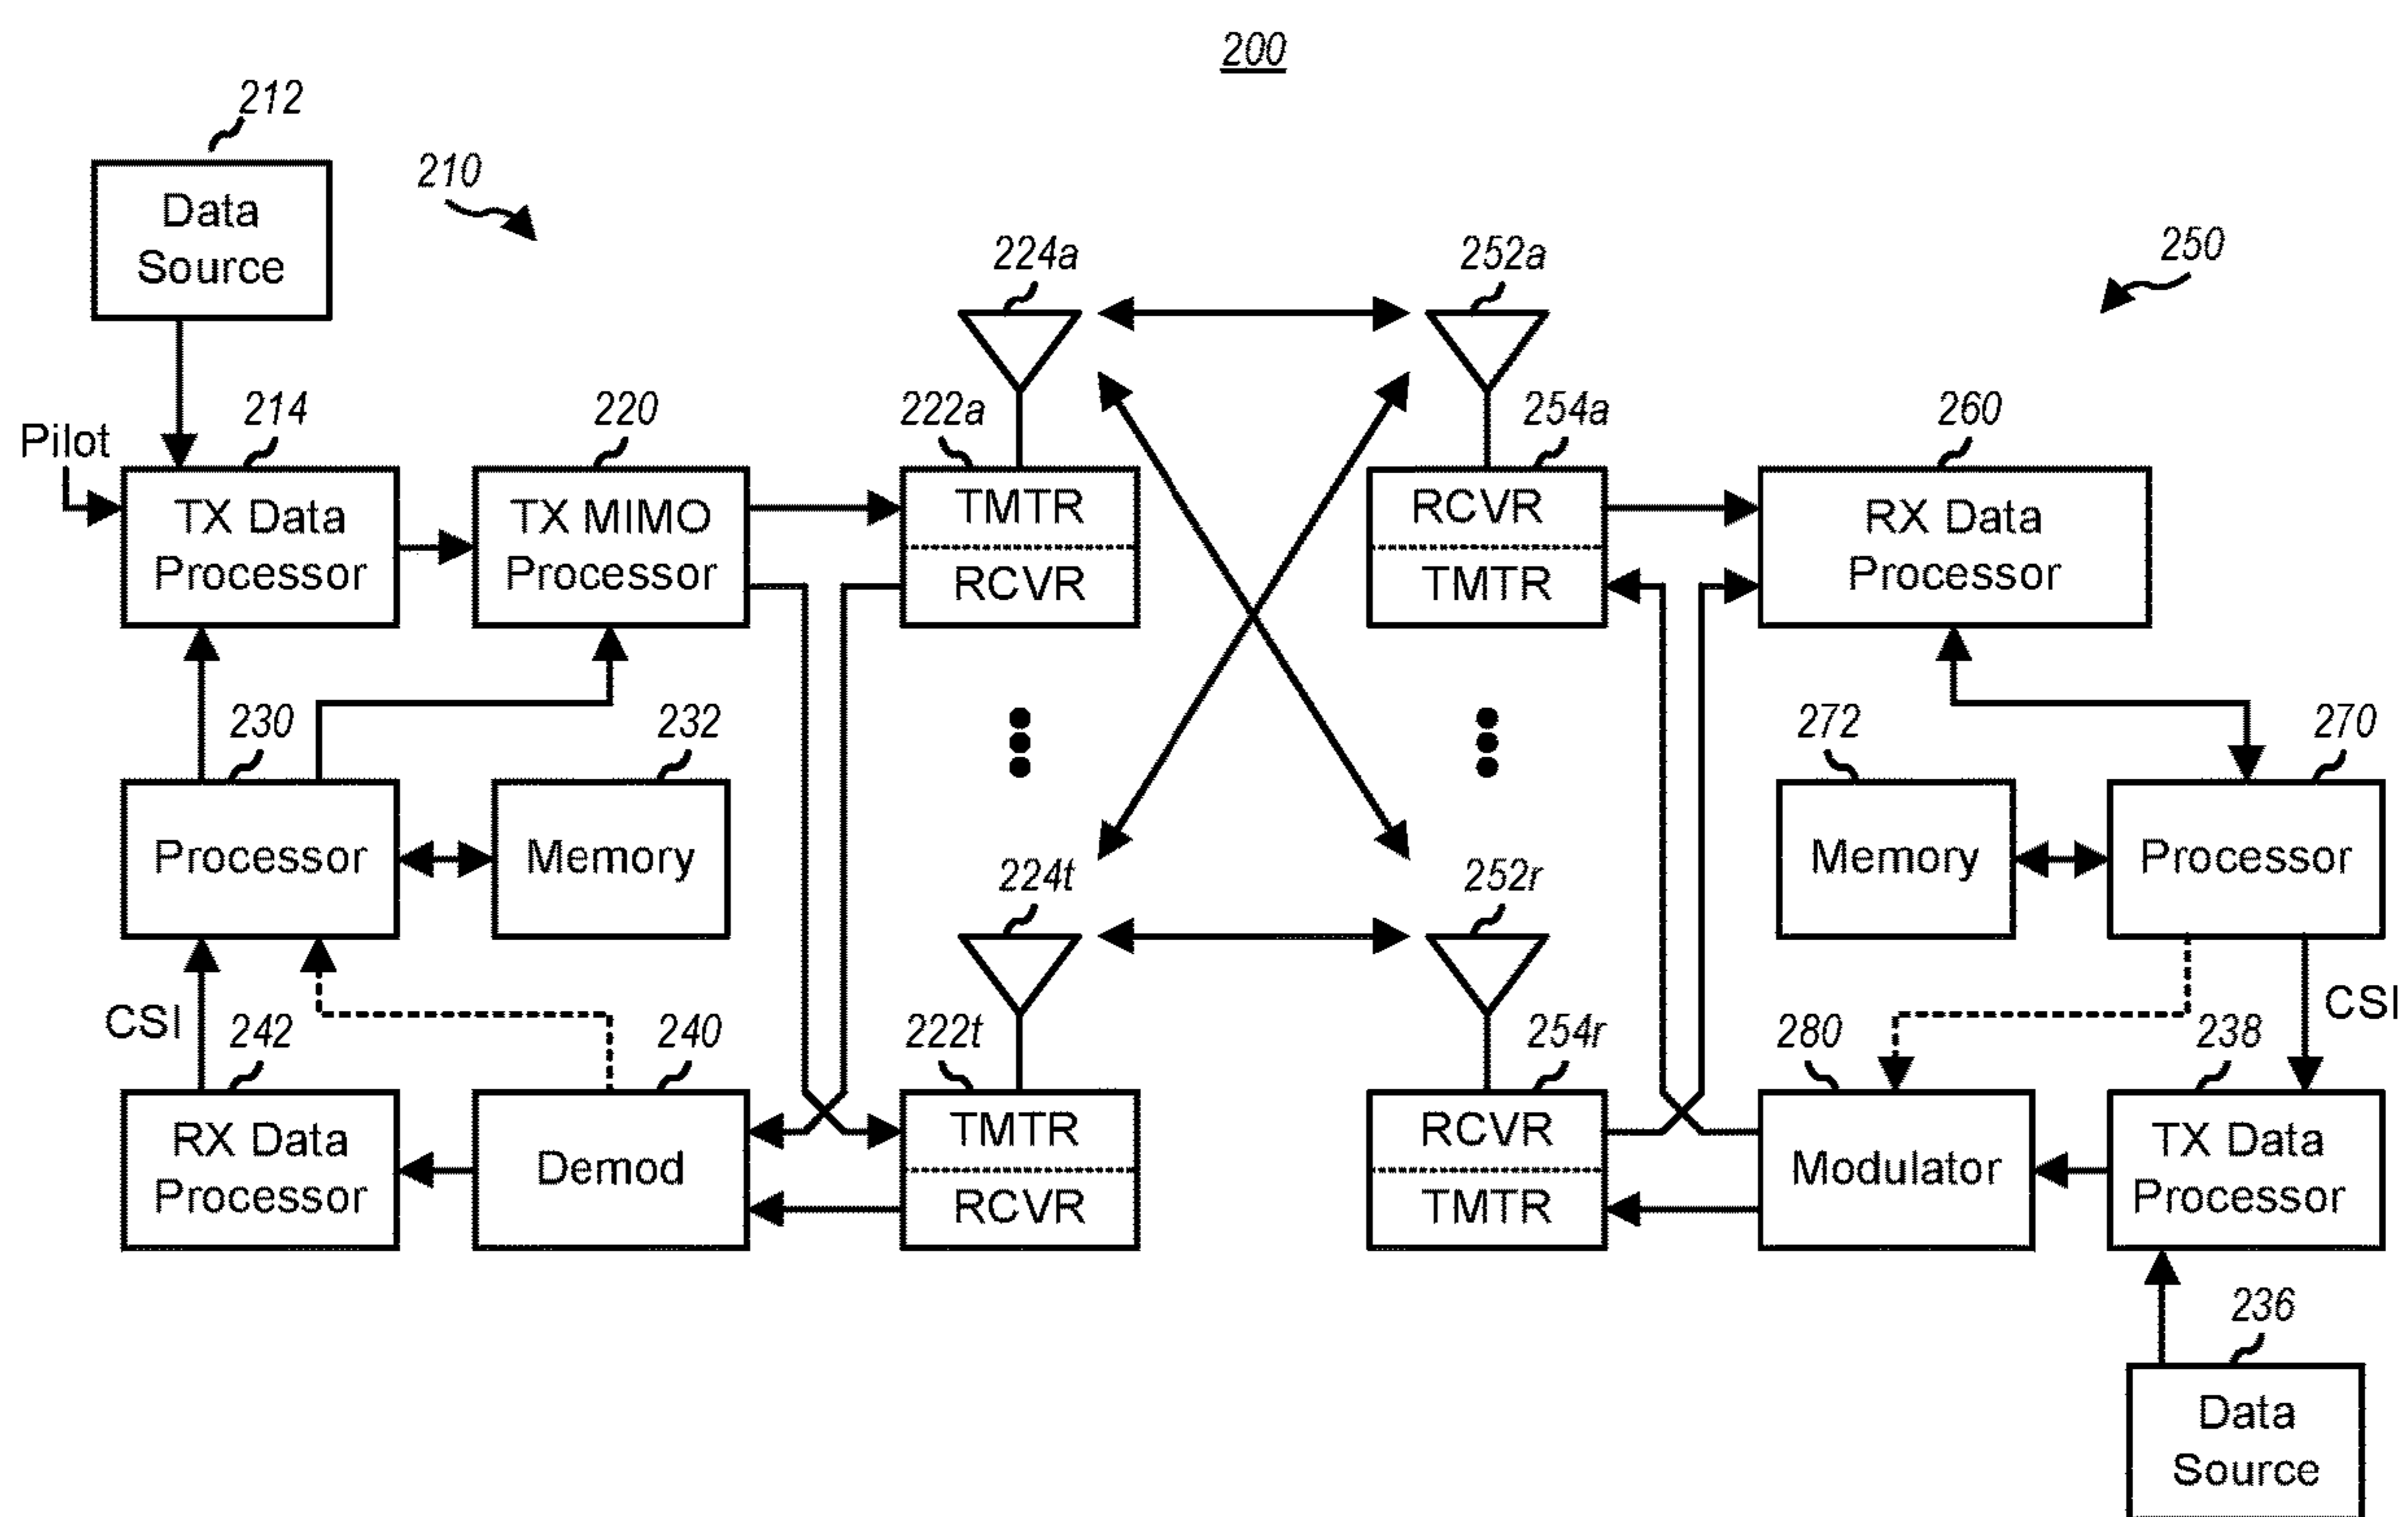 200
212
Data
Source
210
250
224a
252a
Pilot
214
TX Data
Processor
220
TX MIMO
Processor
222a
TMTR
RCVR
254a
RCVR
TMTR
260
RX Data
Processor
230
Processor
232
Memory
272
Memory
270
Processor
224t
252r
CSI
242
RX Data
Processor
240
Demod
222t
TMTR
RCVR
254r
RCVR
TMTR
280
Modulator
238
TX Data
Processor
CSI
236
Data
Source